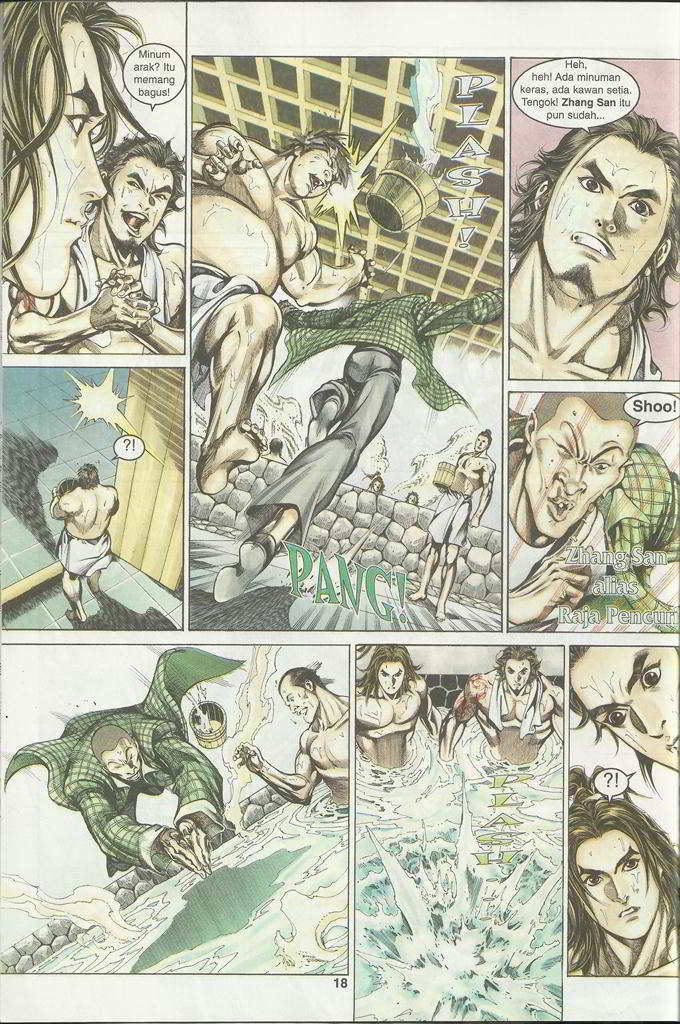 Minum
arak? Itu
memang
bagus!
PLASH!
Heh,
heh! Ada minuman
keras, ada kawan setia.
Tengok! Zhang San itu
pun sudah...
?!
PANG!
Shoo!
Zhang San
alias
Raja Pencuri
PLASH
?!
18